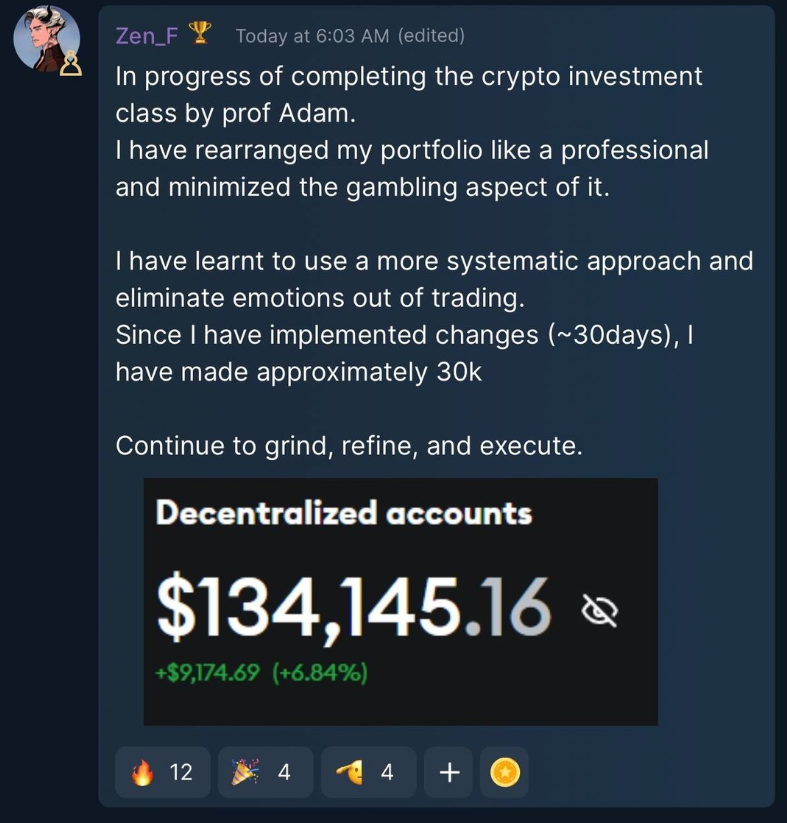 Zen_F 🏆 Today at 6:03 AM (edited)
In progress of completing the crypto investment
class by prof Adam.
I have rearranged my portfolio like a professional
and minimized the gambling aspect of it.
I have learnt to use a more systematic approach and
eliminate emotions out of trading.
Since I have implemented changes (~30days), I
have made approximately 30k
Continue to grind, refine, and execute.
Decentralized accounts
$134,145.16
+$9,174.69 (+6.84%)
🔥 12 🎉 4 🫡 4 +